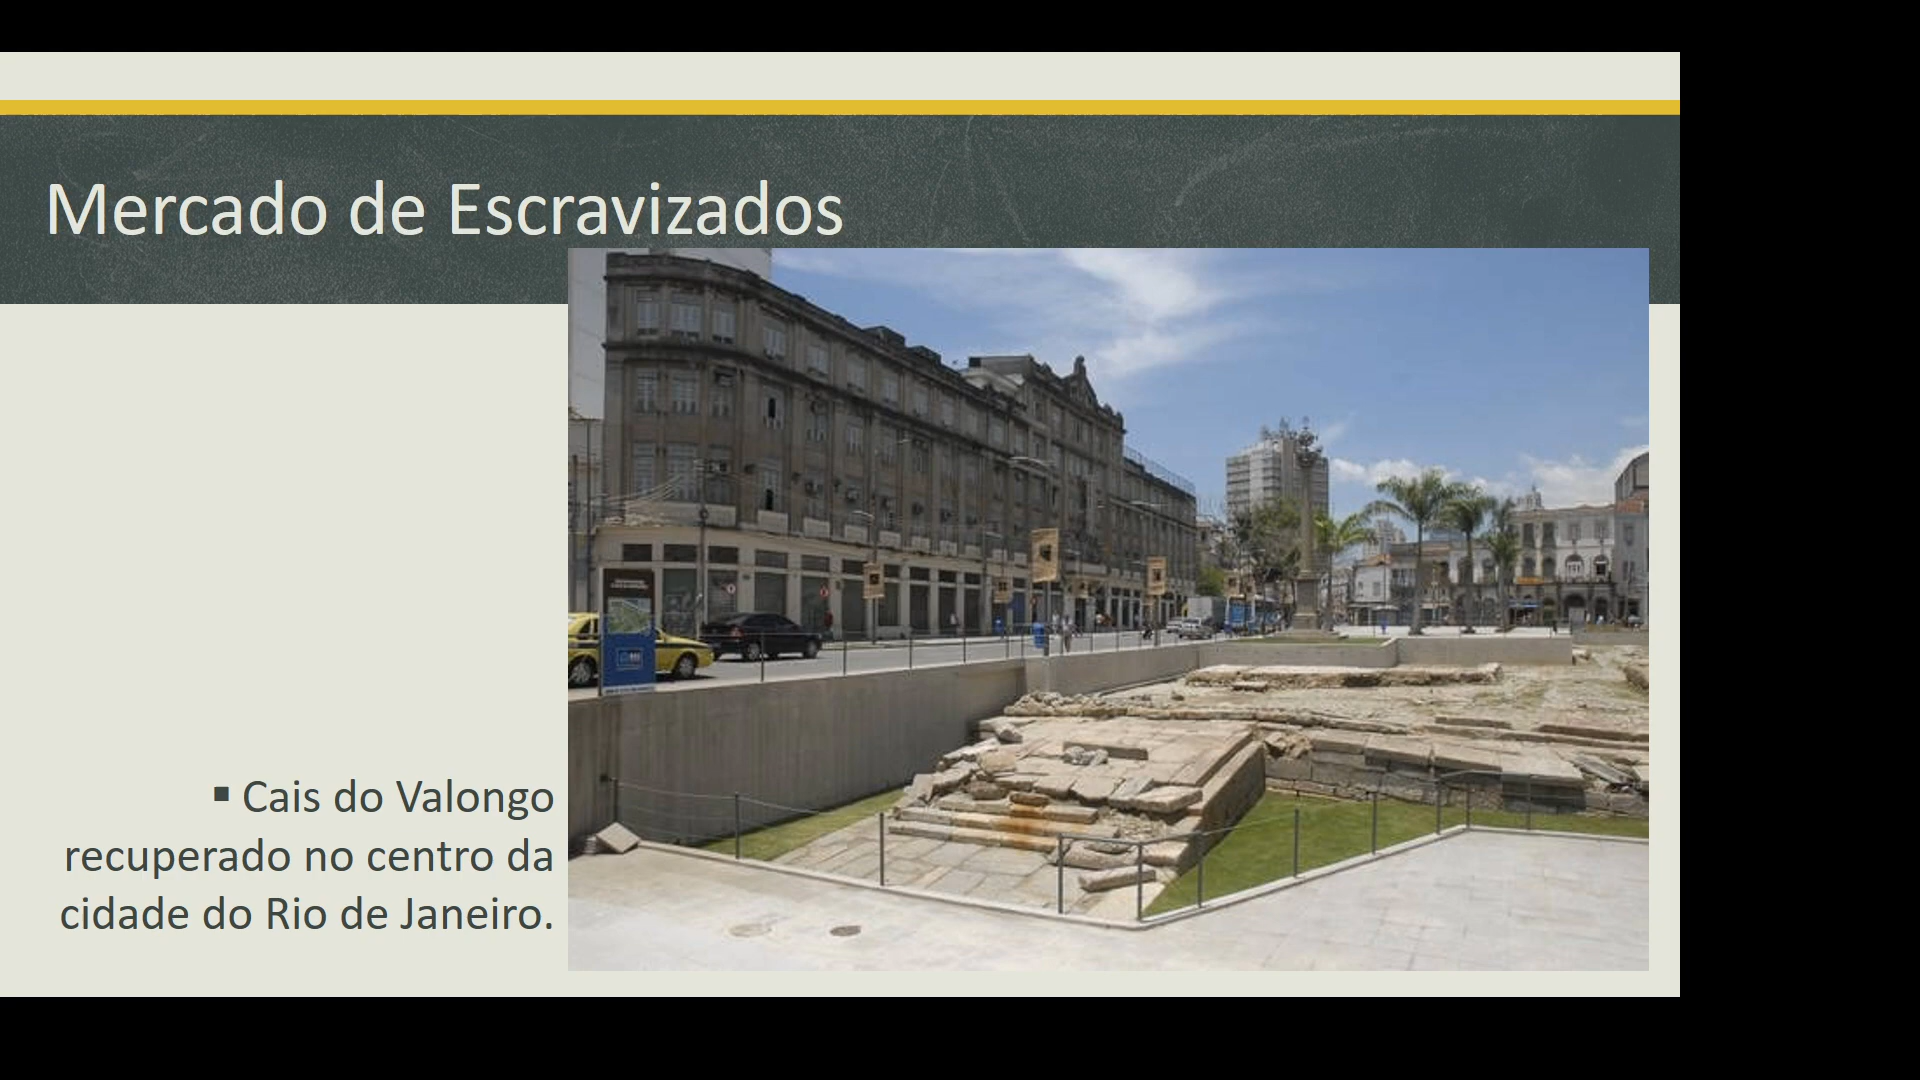 Mercado de Escravizados
▪ Cais do Valongo
recuperado no centro da
cidade do Rio de Janeiro.